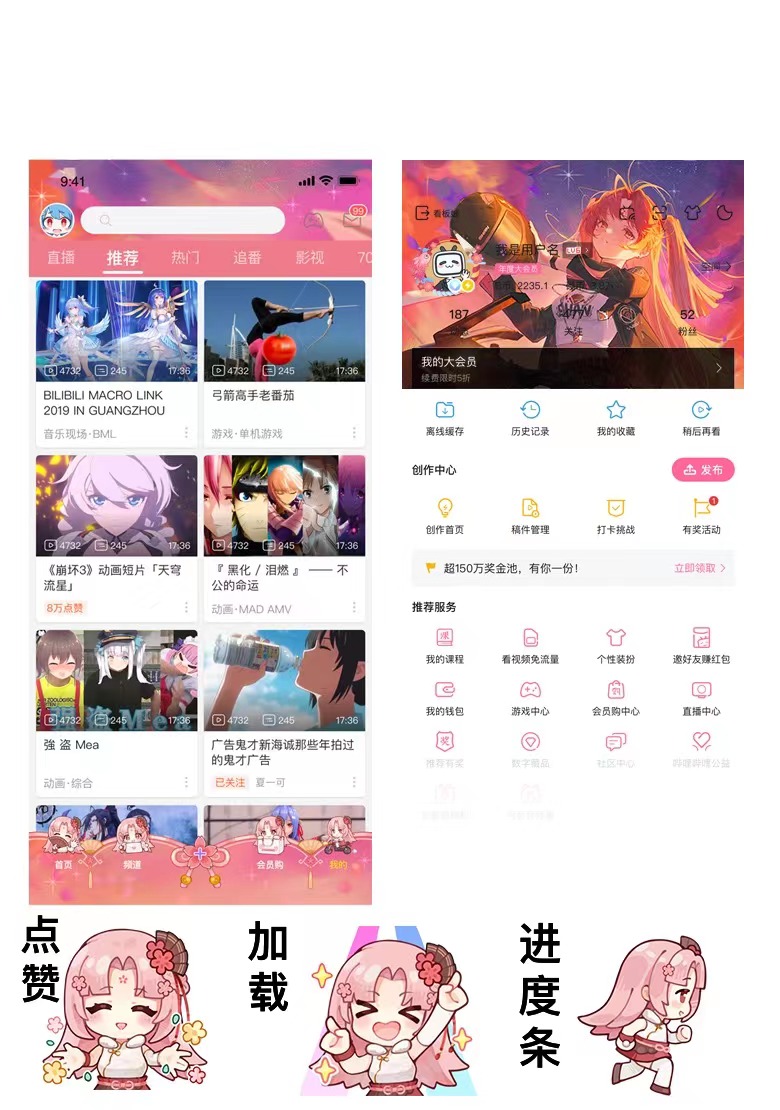 9:41
99
直播
推荐
热门
追番
影视
70
4732
245
17:36
BILIBILI MACRO LINK
2019 IN GUANGZHOU
音乐现场·BML
4732
245
17:36
弓箭高手老番茄
游戏·单机游戏
4732
245
17:36
《崩坏3》动画短片「天穹
流星」
8万点赞
4732
245
17:36
『 黑化 / 泪燃 』 —— 不
公的命运
动画·MAD AMV
4732
245
17:36
強 盗 Mea
强盗Mea
动画·综合
4732
245
17:36
广告鬼才新海诚那些年拍过
的鬼才广告
已关注 夏一可
首页
频道
会员购
我的
看板娘
我是用户名
LV6
年度大会员
B币:2235.1
空间
187
动态
477
关注
52
粉丝
我的大会员
续费限时5折
离线缓存
历史记录
我的收藏
稍后再看
创作中心
发布
创作首页
稿件管理
打卡挑战
1
有奖活动
超150万奖金池，有你一份！
立即领取
推荐服务
我的课程
看视频免流量
个性装扮
邀好友赚红包
我的钱包
游戏中心
会员购中心
直播中心
推荐有奖
数字藏品
社区中心
哔哩哔哩公益
点赞
加载
进度条